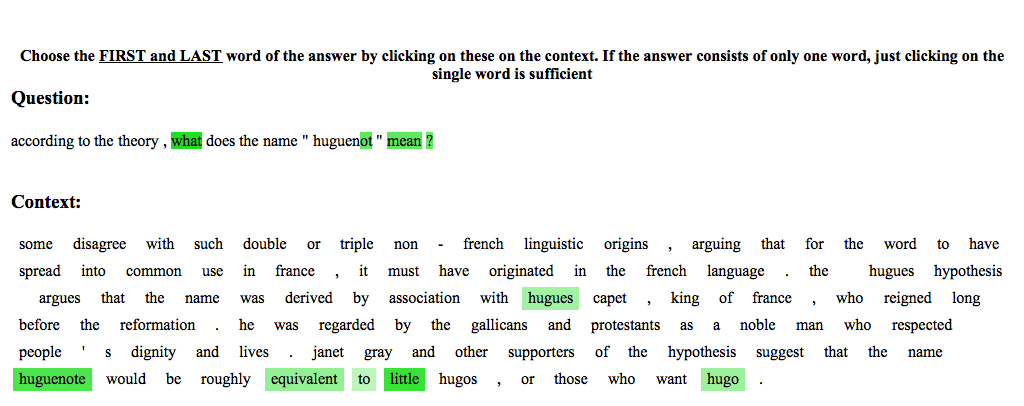 Choose the FIRST and LAST word of the answer by clicking on these on the context. If the answer consists of only one word, just clicking on the
single word is sufficient
Question:
according to the theory , what does the name " huguenot " mean ?
Context:
some disagree with such double or triple non - french linguistic origins , arguing that for the word to have
spread into common use in france , it must have originated in the french language . the hugues hypothesis
argues that the name was derived by association with hugues capet , king of france , who reigned long
before the reformation . he was regarded by the gallicans and protestants as a noble man who respected
people ' s dignity and lives . janet gray and other supporters of the hypothesis suggest that the name
huguenote would be roughly equivalent to little hugos , or those who want hugo .